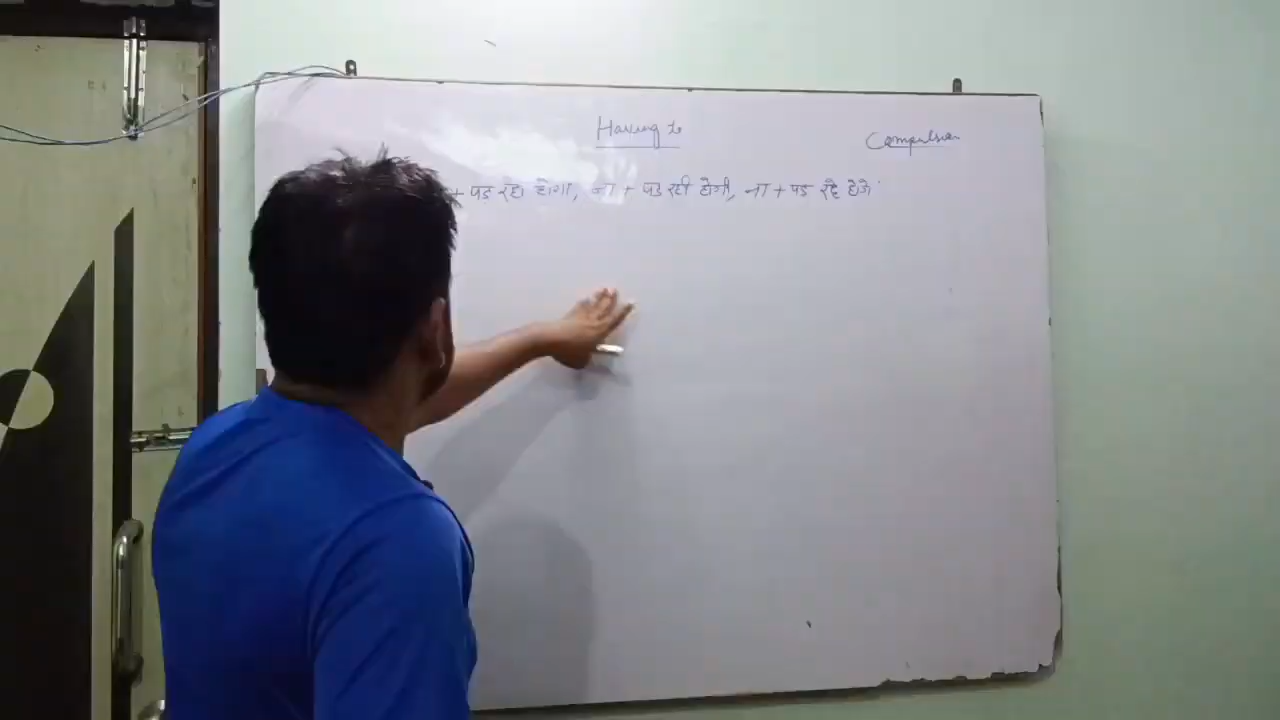 Having to
Compulsion
+ पड रहा होगा, ना + पड रही होगी, ना + पड रहे होंगे